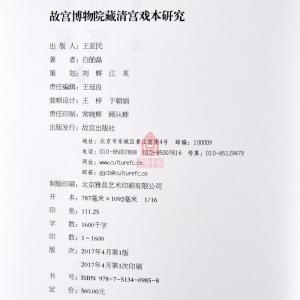 故宫博物院藏清宫戏本研究
出 版 人：王亚民
著 者：
策 划：刘 辉 江 英
责任编辑：王冠良
装帧设计：王 梓 于朝娟
责任印制：常晓辉 顾从辉
出版发行：故宫出版社
地址：北京市东城区景山前街4号 邮编：100009
电话：010-85007808 010-85007816 传真：010-65129479
网址：www.culturefc.cn
邮箱：ggcb@culturefc.cn
制版印刷：北京雅昌艺术印刷有限公司
开 本：787毫米×1092毫米 1/16
印 张：111.25
字 数：1600千字
印 数：1～1600
版 次：2017年4月第1版
2017年4月第1次印刷
书 号：ISBN 978-7-5134-0985-8
定 价：560.00元